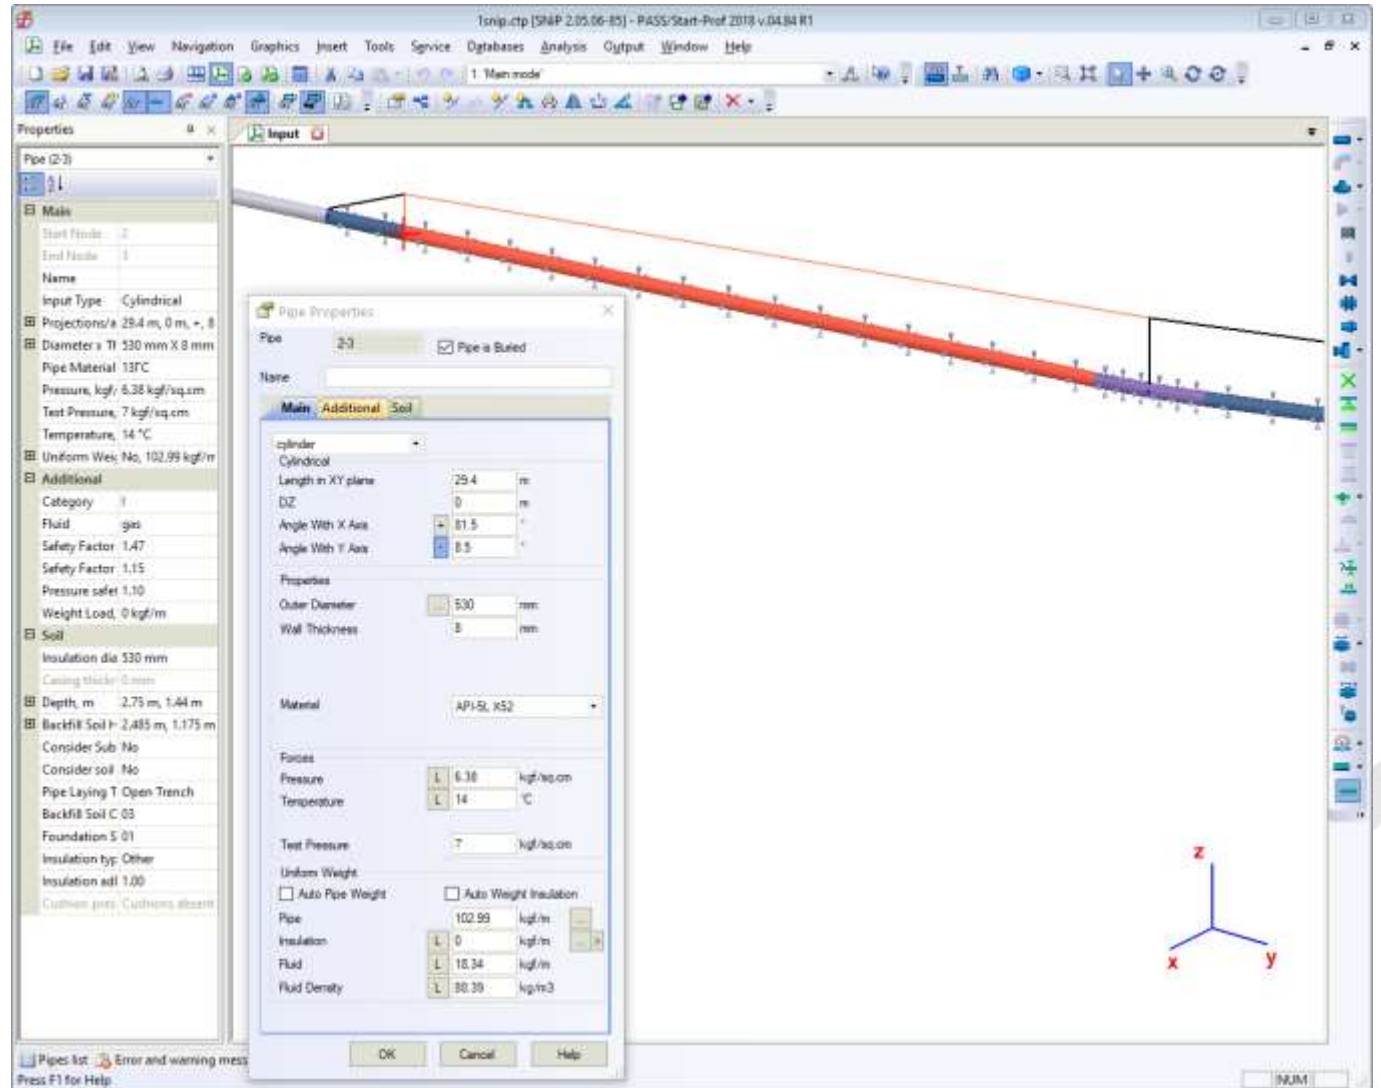 1snip.ctp [SNiP 2.05.06-85] - PASS/Start-Prof 2018 v.04.84 R1
File Edit View Navigation Graphics Insert Tools Service Databases Analysis Output Window Help
1. "Main mode"
Properties
Input
Pipe (2-3)
Main
Start Node 2
End Node 3
Name
Input Type Cylindrical
Projections/a 29.4 m, 0 m, +, 8
Diameter x Th 530 mm X 8 mm
Pipe Material 13ГС
Pressure, kgf/ 6.38 kgf/sq.cm
Test Pressure, 7 kgf/sq.cm
Temperature, 14 °C
Uniform Wei No, 102.99 kgf/m
Additional
Category I
Fluid gas
Safety Factor 1.47
Safety Factor 1.15
Pressure safet 1.10
Weight Load, 0 kgf/m
Soil
Insulation dia 530 mm
Casing thickn 0 mm
Depth, m 2.75 m, 1.44 m
Backfill Soil H 2.485 m, 1.175 m
Consider Sub No
Consider soil No
Pipe Laying T Open Trench
Backfill Soil C 03
Foundation S 01
Insulation typ Other
Insulation adl 1.00
Cushion pres Cushions absent
Pipe Properties
Pipe 2-3 Pipe is Buried
Name
Main Additional Soil
cylinder
Cylindrical
Length in XY plane 29.4 m
DZ 0 m
Angle With X Axis + 81.5 °
Angle With Y Axis - 8.5 °
Properties
Outer Diameter ... 530 mm
Wall Thickness 8 mm
Material API-5L X52
Forces
Pressure L 6.38 kgf/sq.cm
Temperature L 14 °C
Test Pressure 7 kgf/sq.cm
Uniform Weight
Auto Pipe Weight Auto Weight Insulation
Pipe 102.99 kgf/m ...
Insulation L 0 kgf/m ... >
Fluid L 18.34 kgf/m
Fluid Density L 88.39 kg/m3
OK Cancel Help
z
x y
Pipes list Error and warning mess
Press F1 for Help NUM